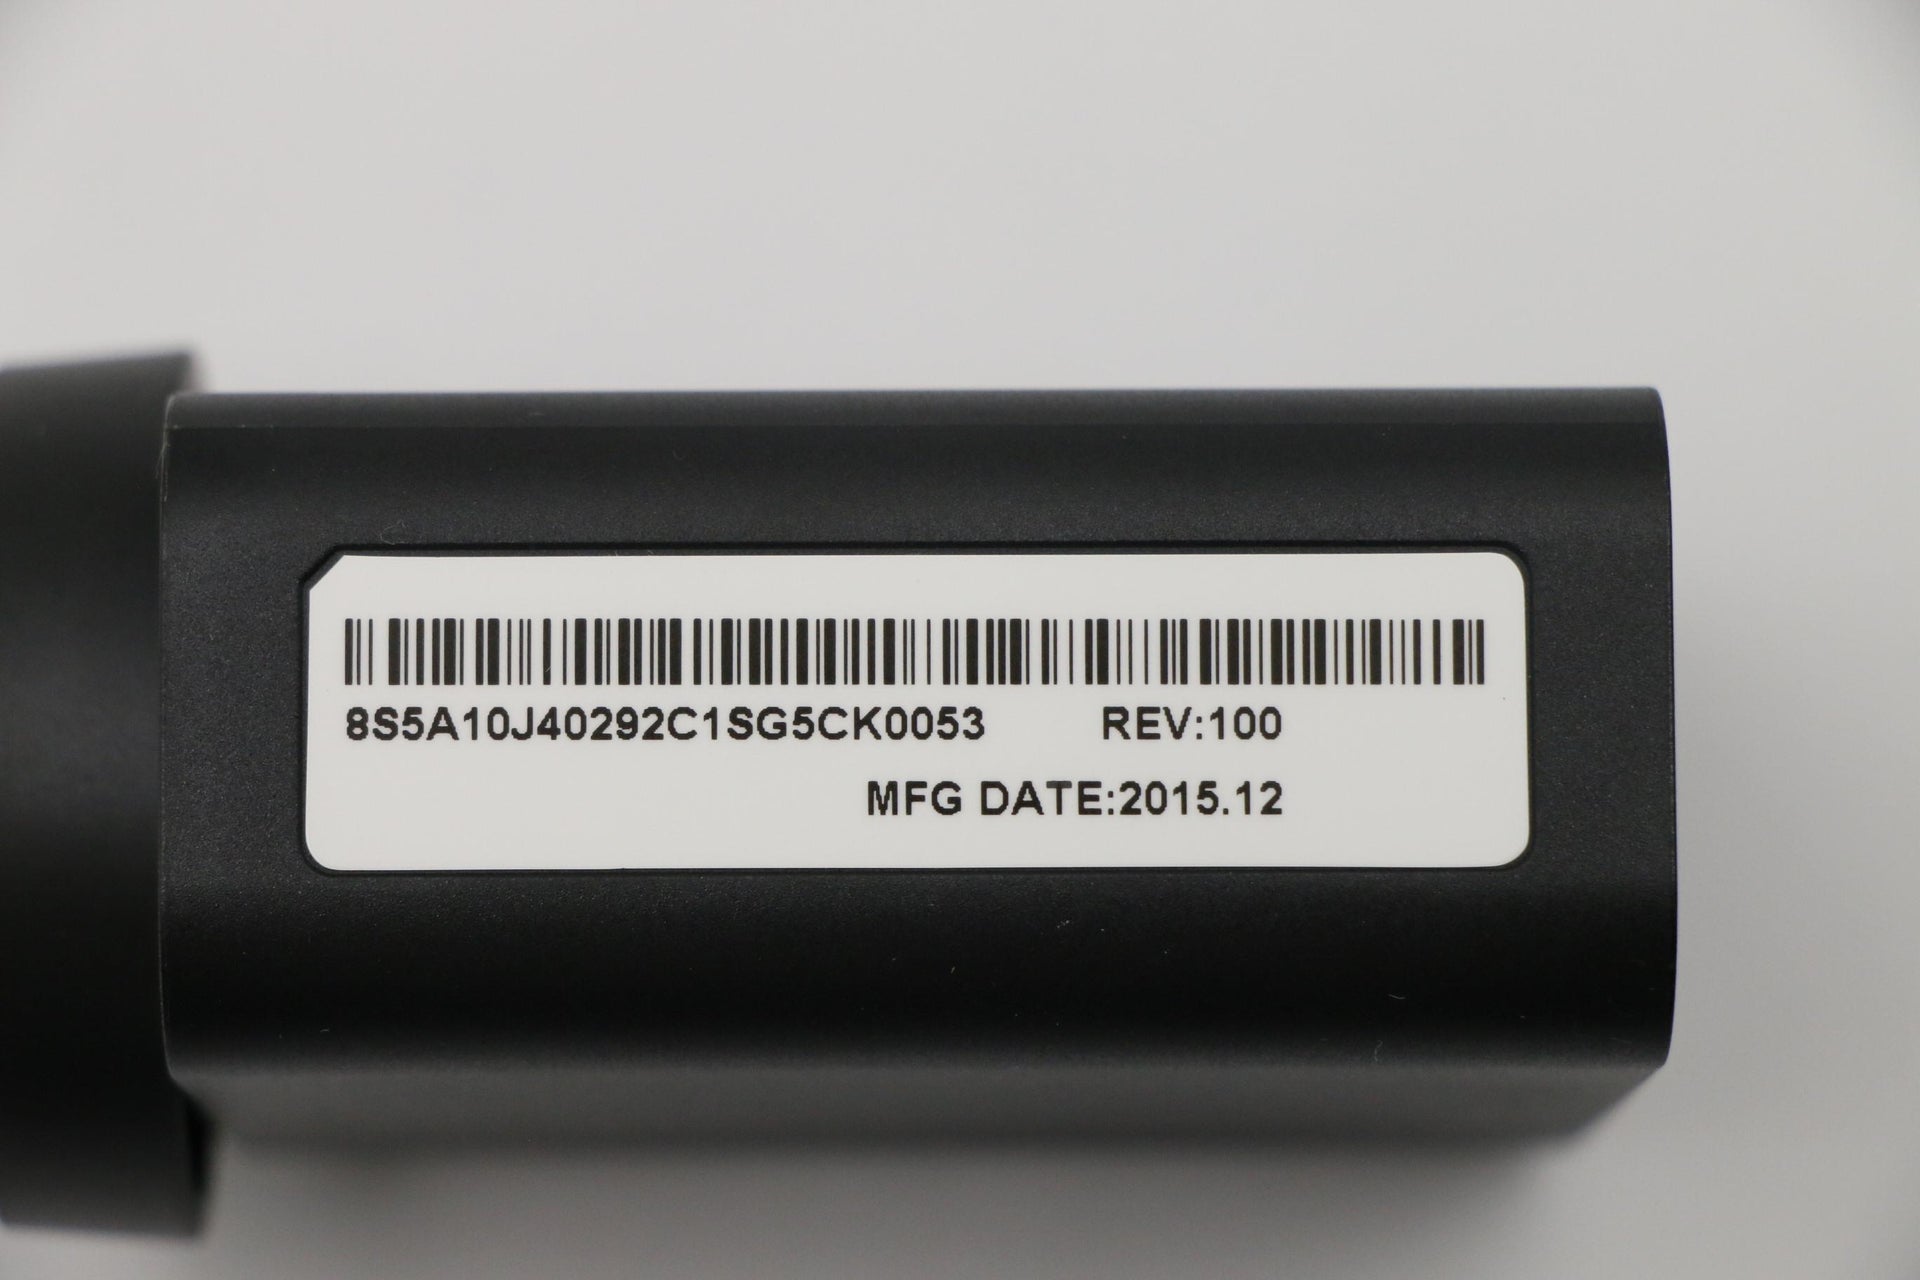 8S5A10J40292C1SG5CK0053 REV:100
MFG DATE:2015.12